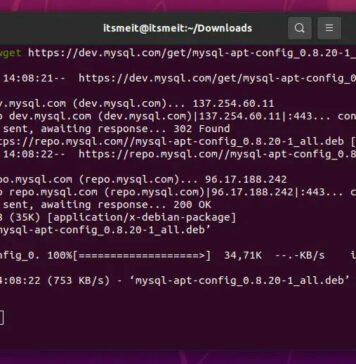 itsmeit@itsmeit:~/Downloads
wget https://dev.mysql.com/get/mysql-apt-config_0.8.20-1_
14:08:21-- https://dev.mysql.com/get/mysql-apt-config_0
v.mysql.com (dev.mysql.com)... 137.254.60.11
o dev.mysql.com (dev.mysql.com)|137.254.60.11|:443... con
sent, awaiting response... 302 Found
tps://repo.mysql.com//mysql-apt-config_0.8.20-1_all.deb [
14:08:22-- https://repo.mysql.com//mysql-apt-config_0.8
po.mysql.com (repo.mysql.com)... 96.17.188.242
o repo.mysql.com (repo.mysql.com)|96.17.188.242|:443... c
sent, awaiting response... 200 OK
8 (35K) [application/x-debian-package]
mysql-apt-config_0.8.20-1_all.deb’
nfig_0. 100%[===================>] 34,71K --.-KB/s i
4:08:22 (753 KB/s) - ‘mysql-apt-config_0.8.20-1_all.deb’